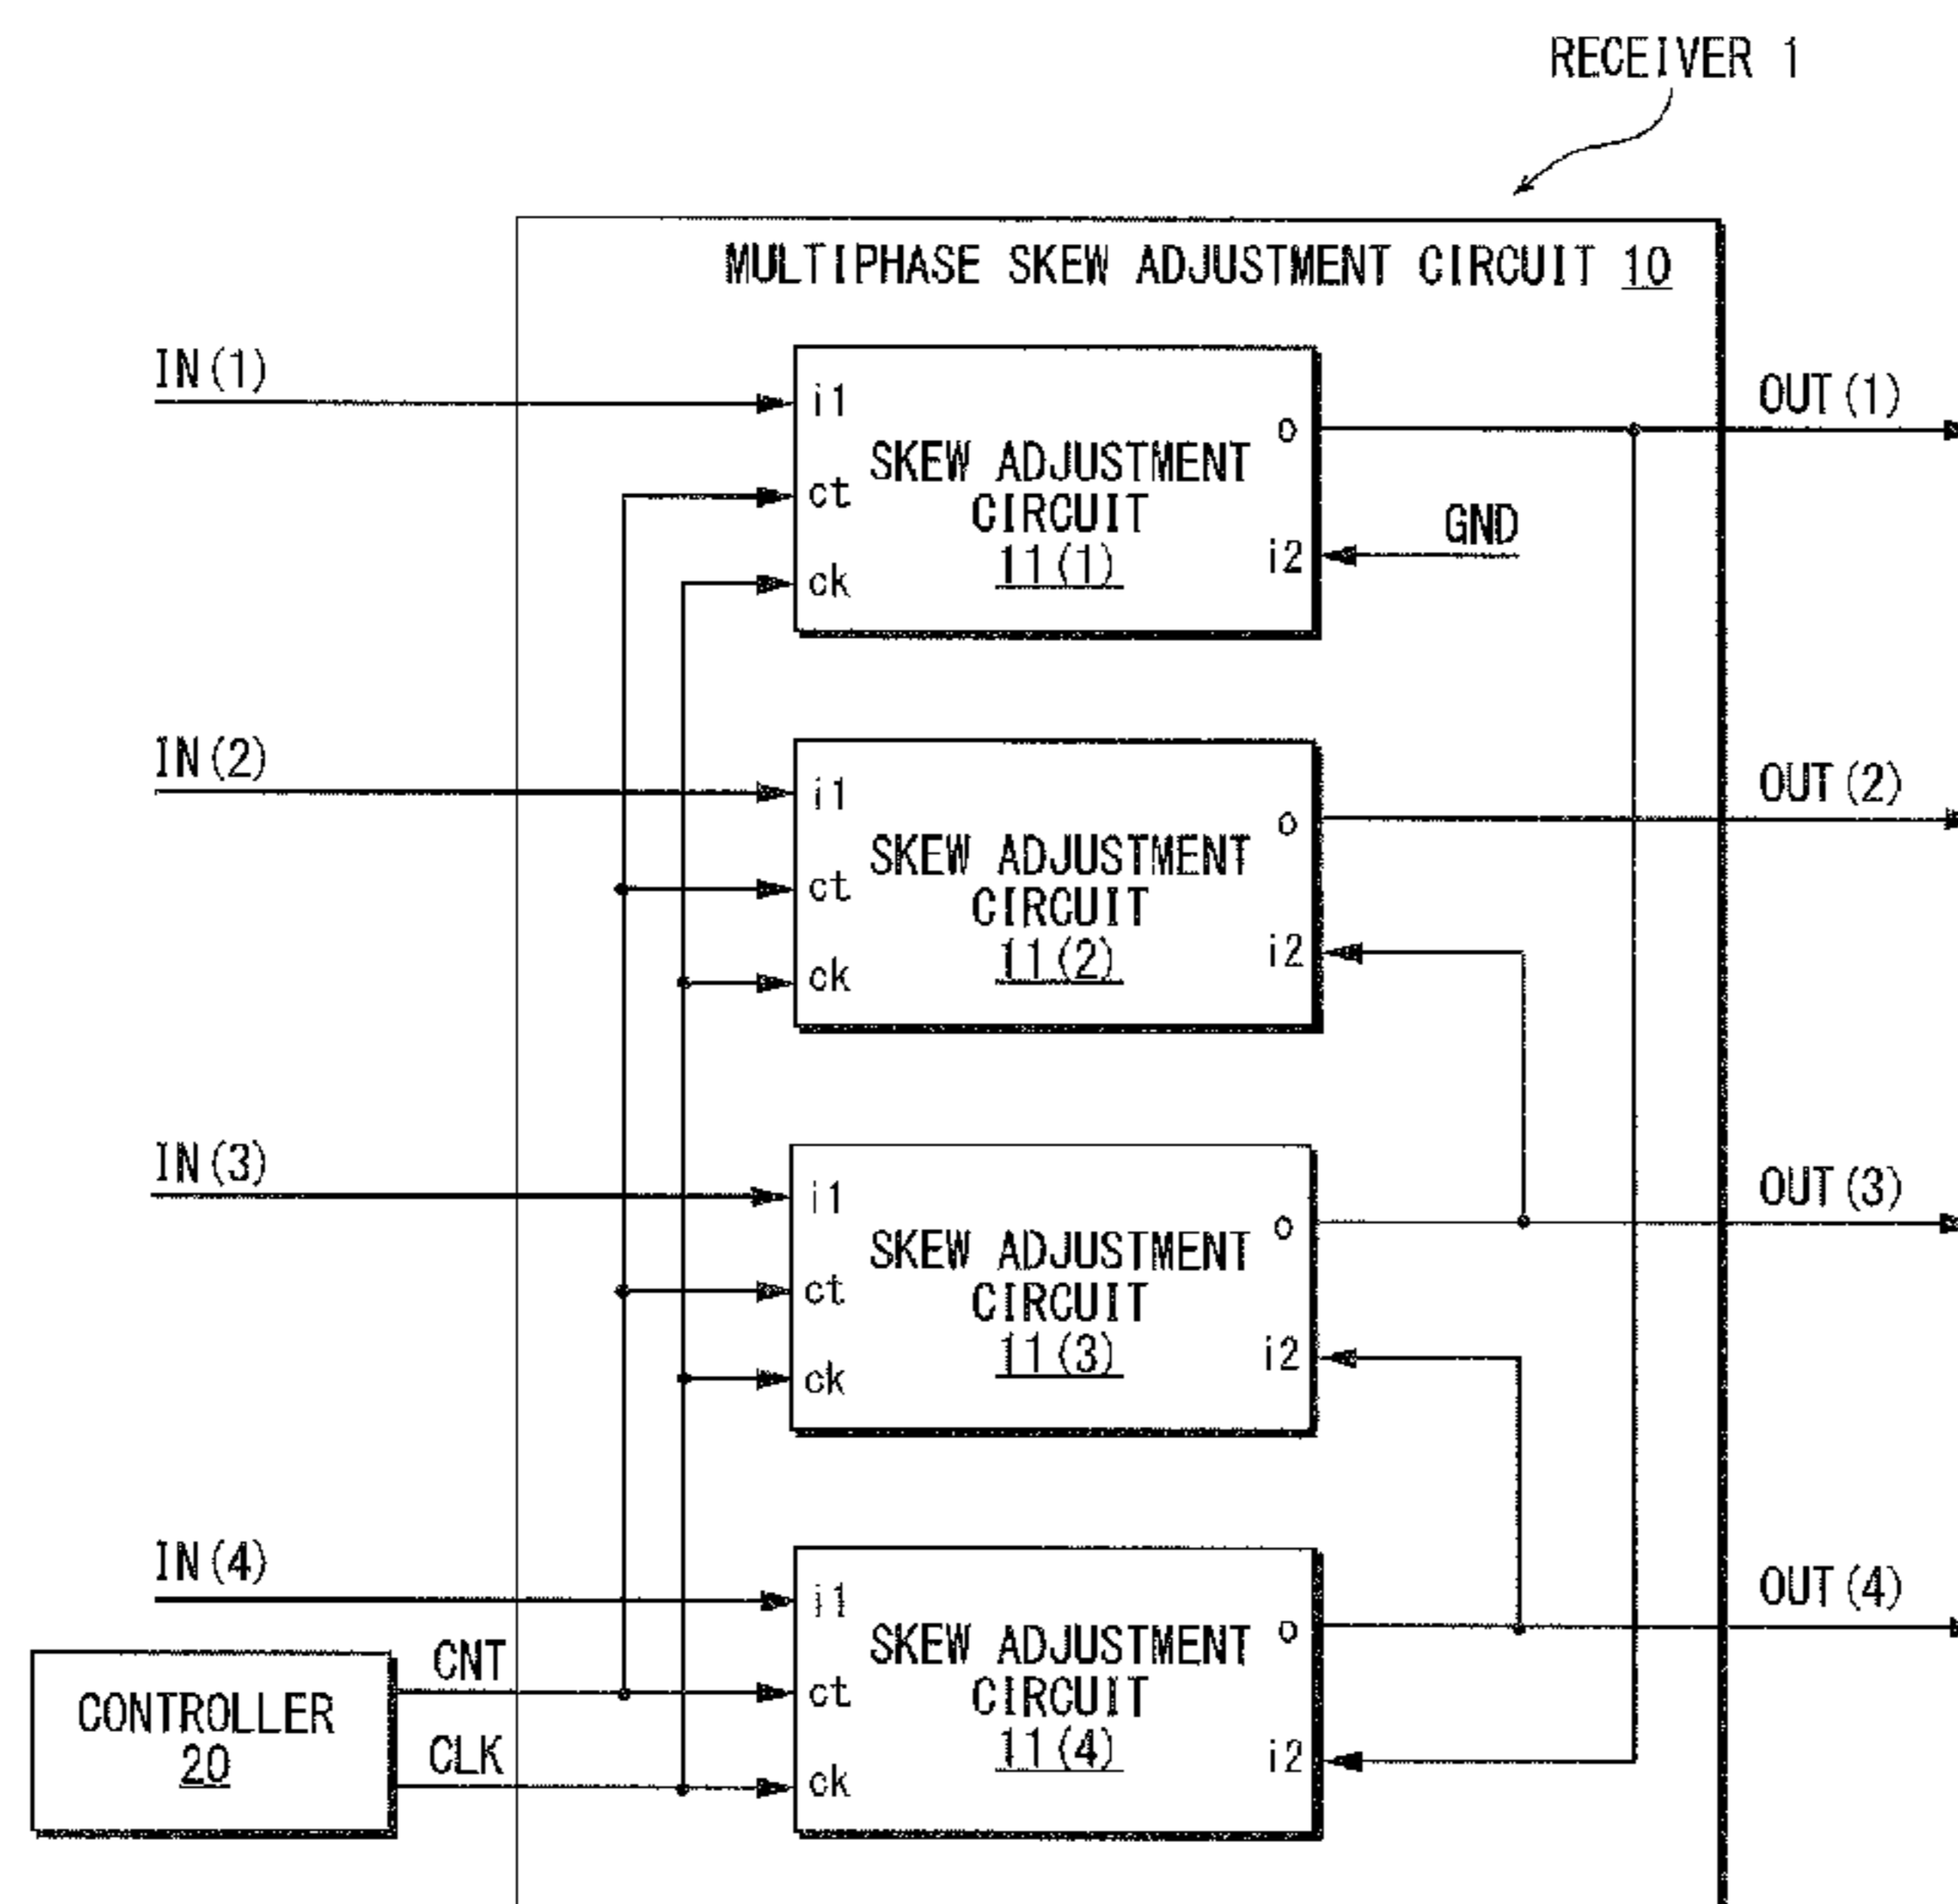 RECEIVER 1
MULTIPHASE SKEW ADJUSTMENT CIRCUIT 10
IN(1)
i1
ct
ck
SKEW ADJUSTMENT
CIRCUIT
11(1)
o
i2
GND
OUT(1)
IN(2)
i1
ct
ck
SKEW ADJUSTMENT
CIRCUIT
11(2)
o
i2
OUT(2)
IN(3)
i1
ct
ck
SKEW ADJUSTMENT
CIRCUIT
11(3)
o
i2
OUT(3)
IN(4)
i1
ct
ck
SKEW ADJUSTMENT
CIRCUIT
11(4)
o
i2
OUT(4)
CONTROLLER
20
CNT
CLK